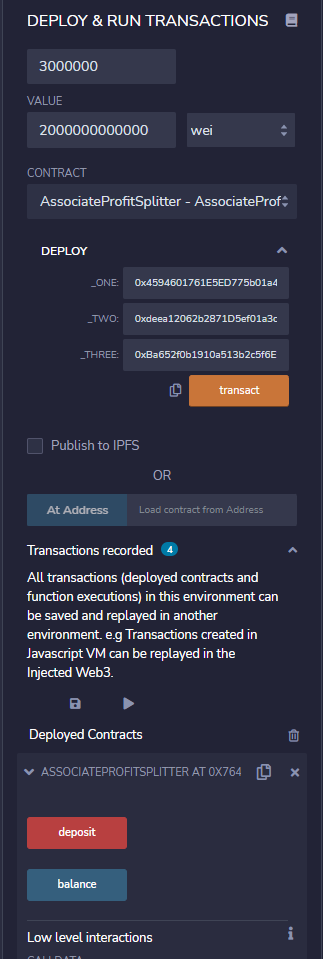 DEPLOY & RUN TRANSACTIONS
3000000
VALUE
2000000000000 wei
CONTRACT
AssociateProfitSplitter - AssociateProf
DEPLOY
_ONE: 0x4594601761E5ED775b01a4
_TWO: 0xdeea12062b2871D5ef01a3c
_THREE: 0xBa652f0b1910a513b2c5f6E
transact
Publish to IPFS
OR
At Address Load contract from Address
Transactions recorded 4
All transactions (deployed contracts and
function executions) in this environment can
be saved and replayed in another
environment. e.g Transactions created in
Javascript VM can be replayed in the
Injected Web3.
Deployed Contracts
ASSOCIATEPROFITSPLITTER AT 0X764
deposit
balance
Low level interactions
CALLDATA